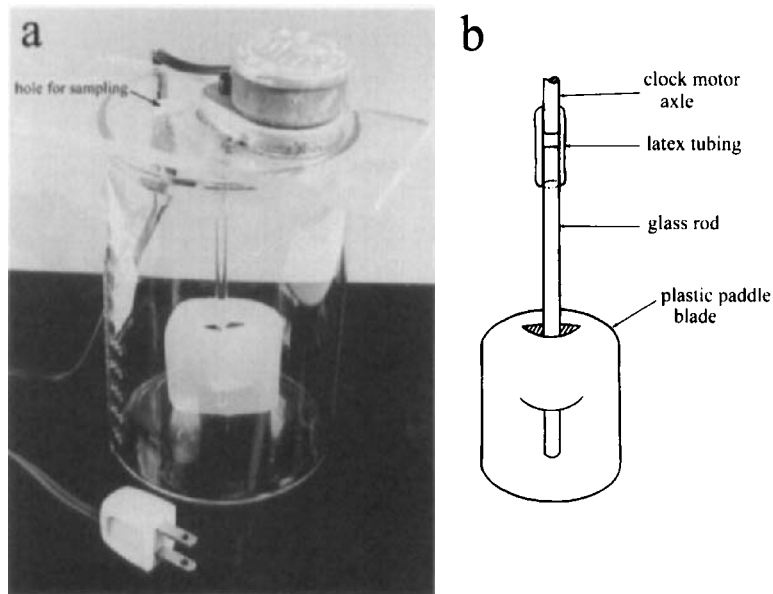 a
hole for sampling
b
clock motor
axle
latex tubing
glass rod
plastic paddle
blade